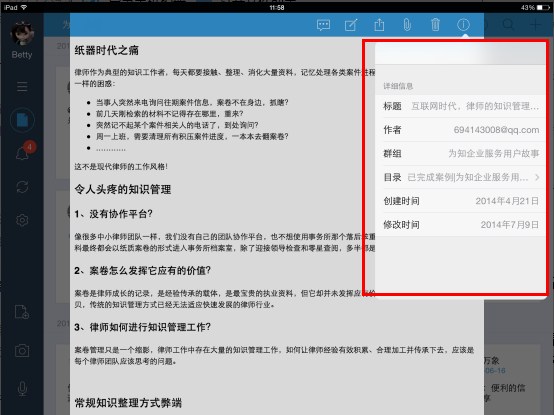 iPad
11:58
43%
Betty
4
纸器时代之痛
律师作为典型的知识工作者，每天都要接触、整理、消化大量资料，记忆处理各类案件进程
一样的困惑：
当事人突然来电询问往期案件信息，案卷不在身边，抓瞎？
前几天刚检索的材料不记得存在哪里，重来？
突然记不起某个案件相关人的电话了，到处询问？
周一上班，需要清理所有积压案件进度，一本本去翻案卷？
…………
这不是现代律师的工作风格！
令人头疼的知识管理
1、没有协作平台？
像很多中小律师团队一样，我们没有自己的团队协作平台，也不想使用事务所那个落后笨重
料最终都会以纸质案卷的形式进入事务所档案室，除了迎接领导检查和零星查阅，多半都是
2、案卷怎么发挥它应有的价值？
案卷是律师成长的记录，是经验传承的载体，是最宝贵的执业资料，但它却并未发挥应有价
贝，传统的知识管理方式已经无法适应快速发展的律师行业。
3、律师如何进行知识管理工作？
案卷管理只是一个缩影，律师工作中存在大量的知识管理工作，如何让律师经验有效积累、合理加工并传承下去，应该是
每个律师团队应该思考的问题。
常规知识整理方式弊端
详细信息
标题 互联网时代，律师的知识管理...
作者 694143008@qq.com
群组 为知企业服务用户故事
目录 已完成案例|为知企业服务用...
创建时间 2014年4月21日
修改时间 2014年7月9日
万象
06-16
：便利的信
享